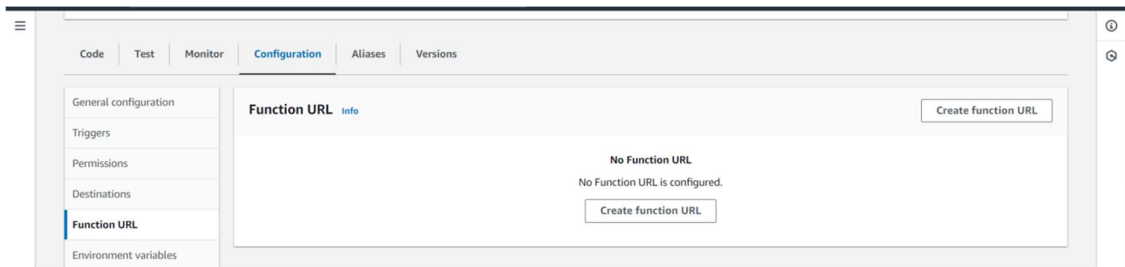 Code Test Monitor Configuration Aliases Versions
General configuration
Triggers
Permissions
Destinations
Function URL
Environment variables
Function URL Info
Create function URL
No Function URL
No Function URL is configured.
Create function URL